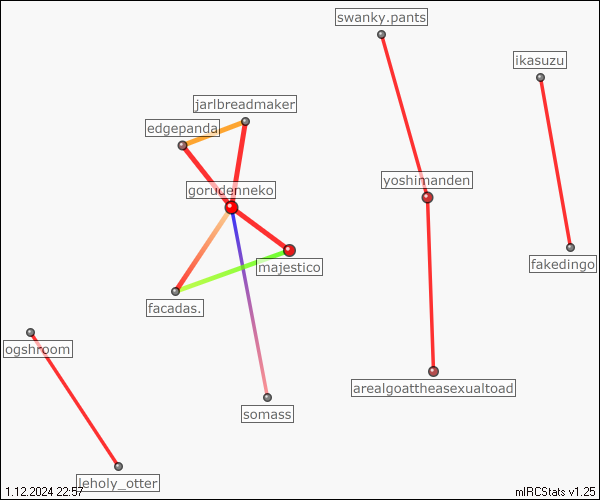 swanky.pants
ikasuzu
jarlbreadmaker
edgepanda
yoshimanden
gorudenneko
majestico
fakedingo
facadas.
ogshroom
arealgoattheasexualtoad
somass
leholy_otter
1.12.2024 22:57
mIRCStats v1.25